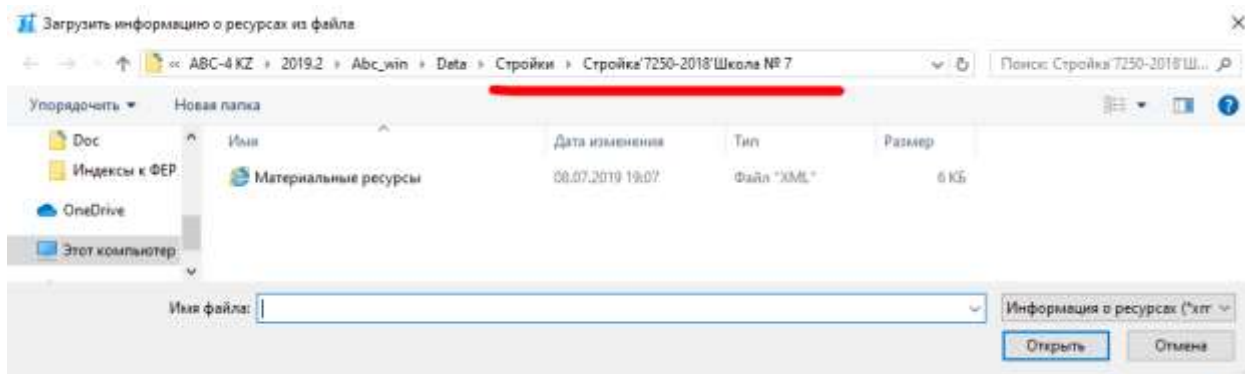 Загрузить информацию о ресурсах из файла
« ABC-4 KZ › 2019.2 › Abc_win › Data › Стройки › Стройка'7250-2018'Школа № 7
Поиск: Стройка'7250-2018'Ш...
Упорядочить Новая папка
Doc
Индексы к ФЕР
OneDrive
Этот компьютер
Имя Дата изменения Тип Размер
Материальные ресурсы 08.07.2019 19:07 Файл "XML" 6 КБ
Имя файла:
Информация о ресурсах (*xm
Открыть Отмена